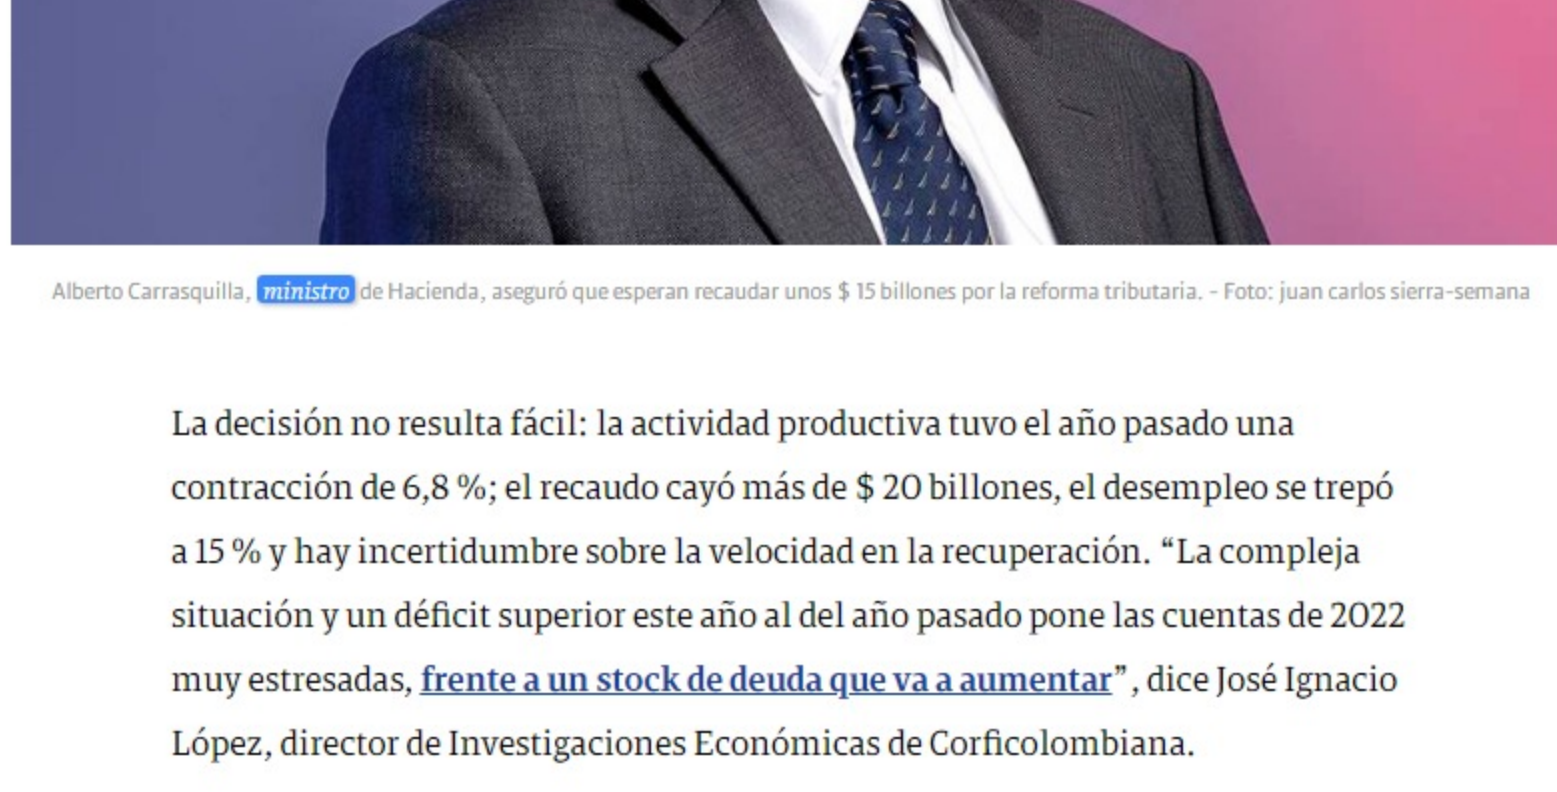 Alberto Carrasquilla, ministro de Hacienda, aseguró que esperan recaudar unos $ 15 billones por la reforma tributaria. - Foto: juan carlos sierra-semana
La decisión no resulta fácil: la actividad productiva tuvo el año pasado una
contracción de 6,8 %; el recaudo cayó más de $ 20 billones, el desempleo se trepó
a 15 % y hay incertidumbre sobre la velocidad en la recuperación. “La compleja
situación y un déficit superior este año al del año pasado pone las cuentas de 2022
muy estresadas, frente a un stock de deuda que va a aumentar”, dice José Ignacio
López, director de Investigaciones Económicas de Corficolombiana.